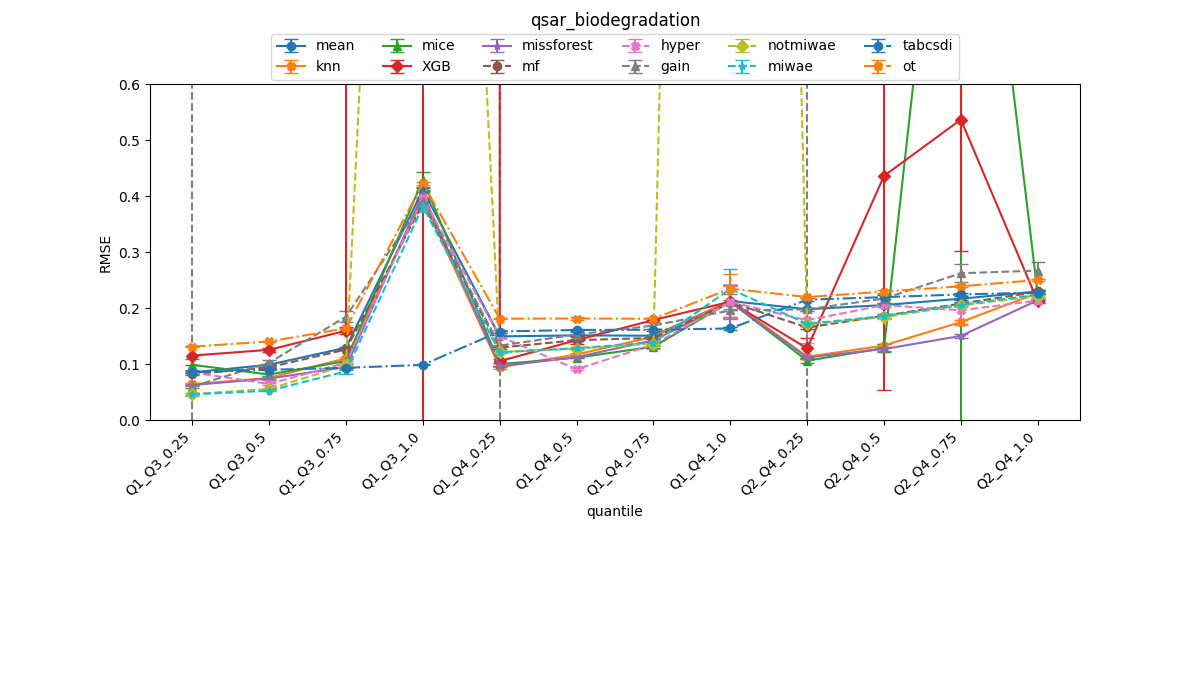 qsar_biodegradation
mean mice missforest hyper notmiwae tabcsdi
knn XGB mf gain miwae ot
0.6
0.5
0.4
0.3
0.2
0.1
0.0
RMSE
Q1_Q3_0.25 Q1_Q3_0.5 Q1_Q3_0.75 Q1_Q3_1.0 Q1_Q4_0.25 Q1_Q4_0.5 Q1_Q4_0.75 Q1_Q4_1.0 Q2_Q4_0.25 Q2_Q4_0.5 Q2_Q4_0.75 Q2_Q4_1.0
quantile